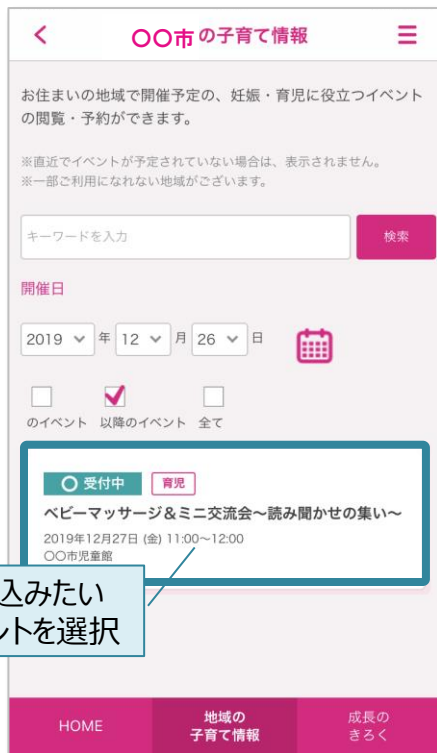 〇〇市の子育て情報
お住まいの地域で開催予定の、妊娠・育児に役立つイベント
の閲覧・予約ができます。
※直近でイベントが予定されていない場合は、表示されません。
※一部ご利用になれない地域がございます。
キーワードを入力
検索
開催日
2019 年 12 月 26 日
のイベント 以降のイベント 全て
〇 受付中 育児
ベビーマッサージ&ミニ交流会〜読み聞かせの集い〜
2019年12月27日 (金) 11:00〜12:00
〇〇市児童館
込みたい
ントを選択
HOME
地域の
子育て情報
成長の
きろく